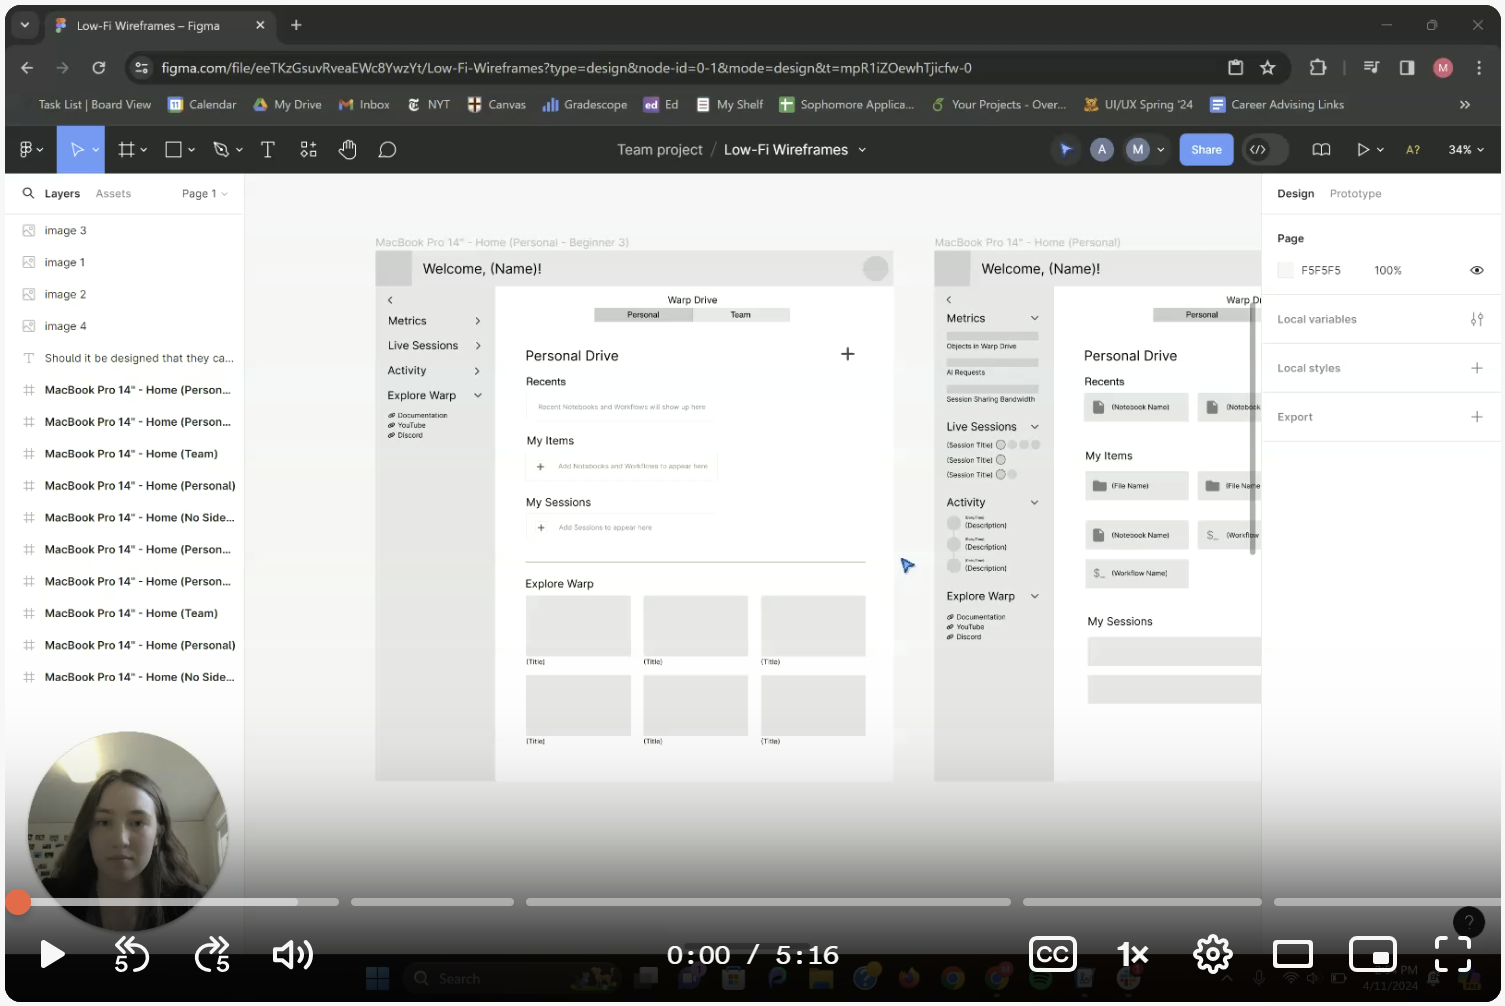 Low-Fi Wireframes – Figma
figma.com/file/eeTKzGsuvRveaEWc8YwzYt/Low-Fi-Wireframes?type=design&node-id=0-1&mode=design&t=mpR1iZOewhTjicfw-0
M
Task List | Board View
Calendar
My Drive
Inbox
NYT
Canvas
Gradescope
ed Ed
My Shelf
Sophomore Applica...
Your Projects - Over...
UI/UX Spring '24
Career Advising Links
Team project / Low-Fi Wireframes
A
M
Share
A?
34%
Layers
Assets
Page 1
image 3
image 1
image 2
image 4
Should it be designed that they ca...
MacBook Pro 14" - Home (Person...
MacBook Pro 14" - Home (Person...
MacBook Pro 14" - Home (Team)
MacBook Pro 14" - Home (Personal)
MacBook Pro 14" - Home (No Side...
MacBook Pro 14" - Home (Person...
MacBook Pro 14" - Home (Person...
MacBook Pro 14" - Home (Team)
MacBook Pro 14" - Home (Personal)
MacBook Pro 14" - Home (No Side...
MacBook Pro 14" - Home (Personal - Beginner 3)
Welcome, (Name)!
Metrics
Live Sessions
Activity
Explore Warp
Documentation
YouTube
Discord
Warp Drive
Personal
Team
Personal Drive
Recents
Recent Notebooks and Workflows will show up here
My Items
Add Notebooks and Workflows to appear here
My Sessions
Add Sessions to appear here
Explore Warp
(Title)
(Title)
(Title)
(Title)
(Title)
(Title)
MacBook Pro 14" - Home (Personal)
Welcome, (Name)!
Metrics
Objects in Warp Drive
AI Requests
Session Sharing Bandwidth
Live Sessions
(Session Title)
(Session Title)
(Session Title)
Activity
(Description)
(Description)
(Description)
Explore Warp
Documentation
YouTube
Discord
Warp Dr
Personal
Personal Drive
Recents
(Notebook Name)
(Notebook
My Items
(File Name)
(File Name
(Notebook Name)
$_ (Workflow
$_ (Workflow Name)
My Sessions
Design
Prototype
Page
F5F5F5
100%
Local variables
Local styles
Export
?
5
5
0:00 / 5:16
CC
1×
Search
PM
4/11/2024